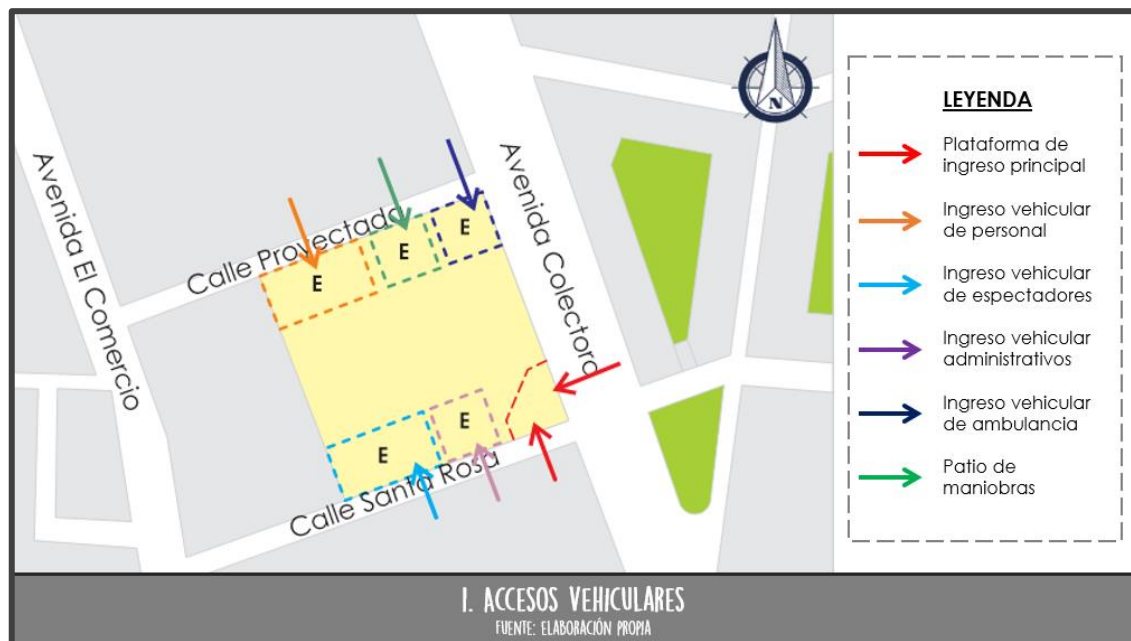 Avenida El Comercio
Calle Proyectada
Avenida Colectora
Calle Santa Rosa
E
E
E
E
E
N
LEYENDA
Plataforma de
ingreso principal
Ingreso vehicular
de personal
Ingreso vehicular
de espectadores
Ingreso vehicular
administrativos
Ingreso vehicular
de ambulancia
Patio de
maniobras
I. ACCESOS VEHICULARES
FUENTE: ELABORACIÓN PROPIA